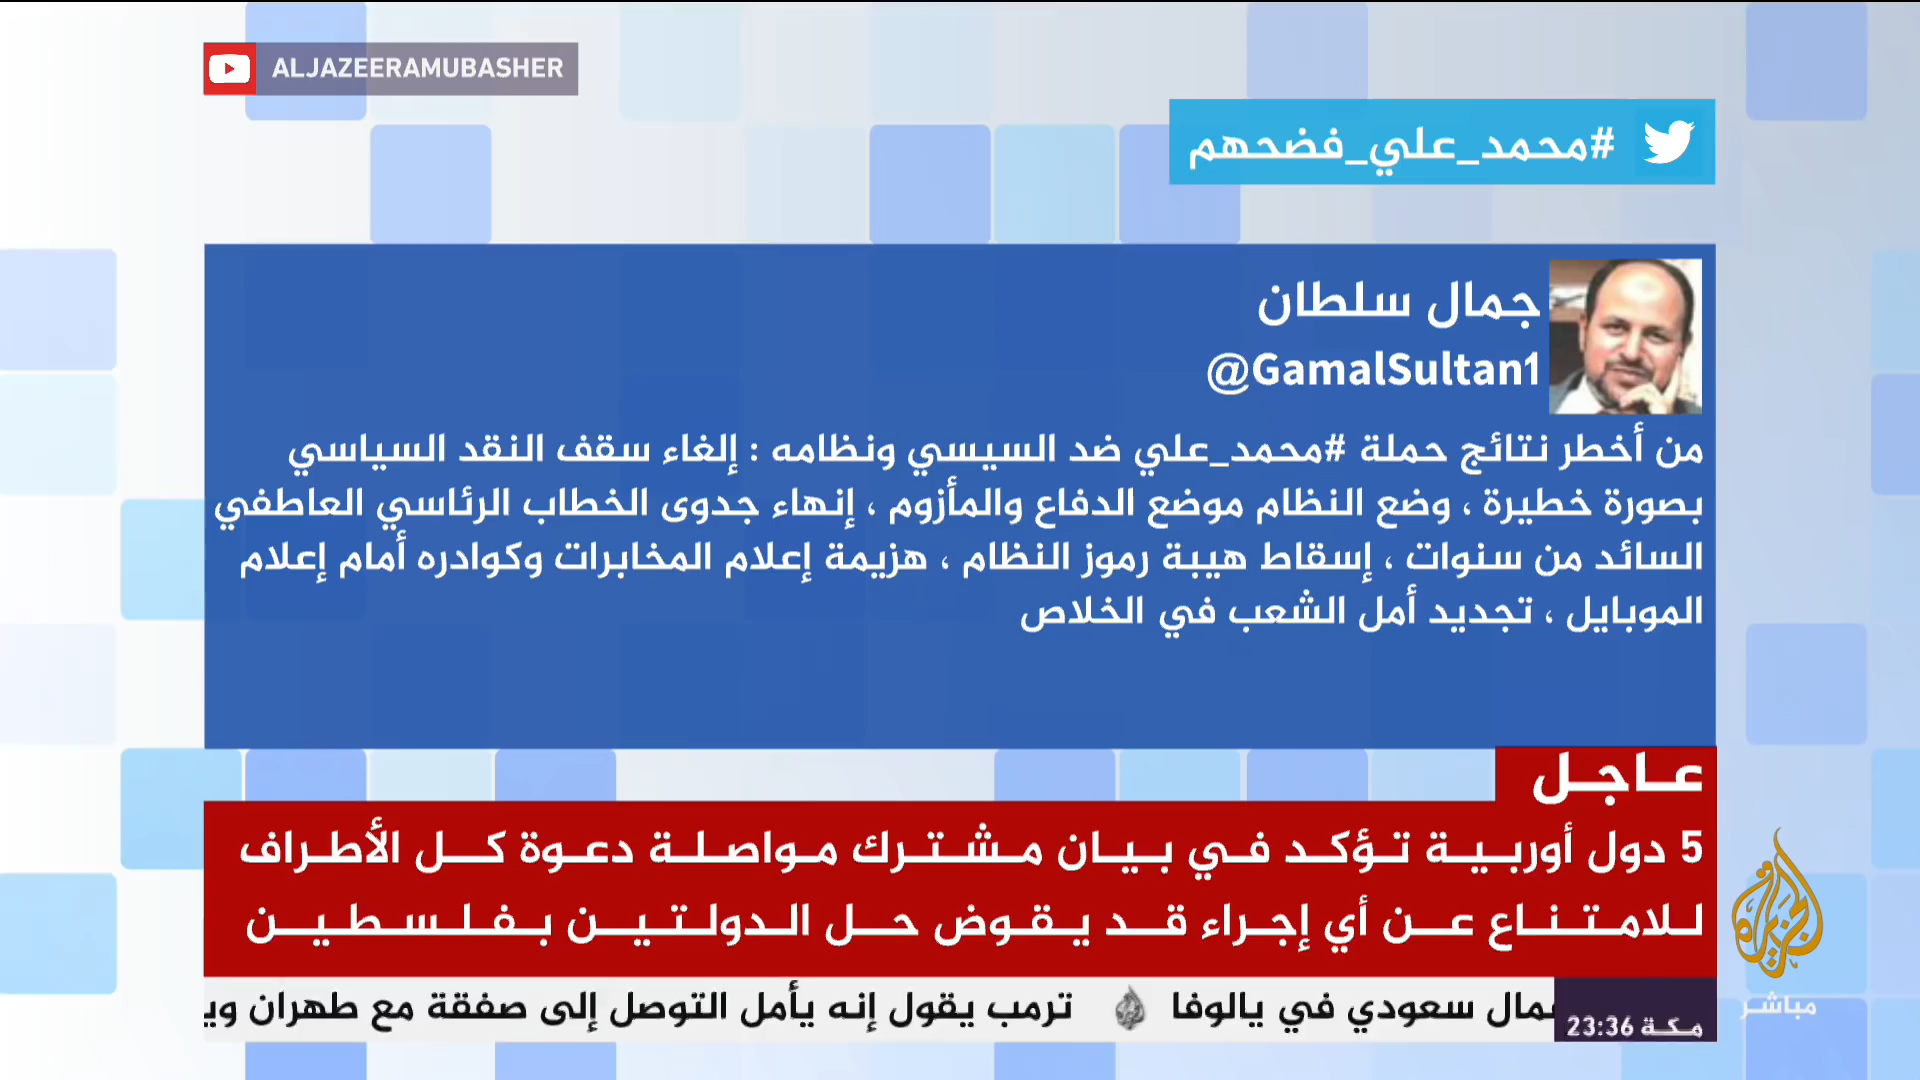 ALJAZEERAMUBASHER
#محمد_علي_فضحهم
جمال سلطان
@GamalSultan1
من أخطر نتائج حملة #محمد_علي ضد السيسي ونظامه : إلغاء سقف النقد السياسي
بصورة خطيرة ، وضع النظام موضع الدفاع والمأزوم ، إنهاء جدوى الخطاب الرئاسي العاطفي
السائد من سنوات ، إسقاط هيبة رموز النظام ، هزيمة إعلام المخابرات وكوادره أمام إعلام
الموبايل ، تجديد أمل الشعب في الخلاص
عاجل
5 دول أوربية تؤكد في بيان مشترك مواصلة دعوة كل الأطراف
للامتناع عن أي إجراء قد يقوض حل الدولتين بفلسطين
سعودي في يالوفا ترمب يقول إنه يأمل التوصل إلى صفقة مع طهران
مكة 23:36
الجزيرة
مباشر